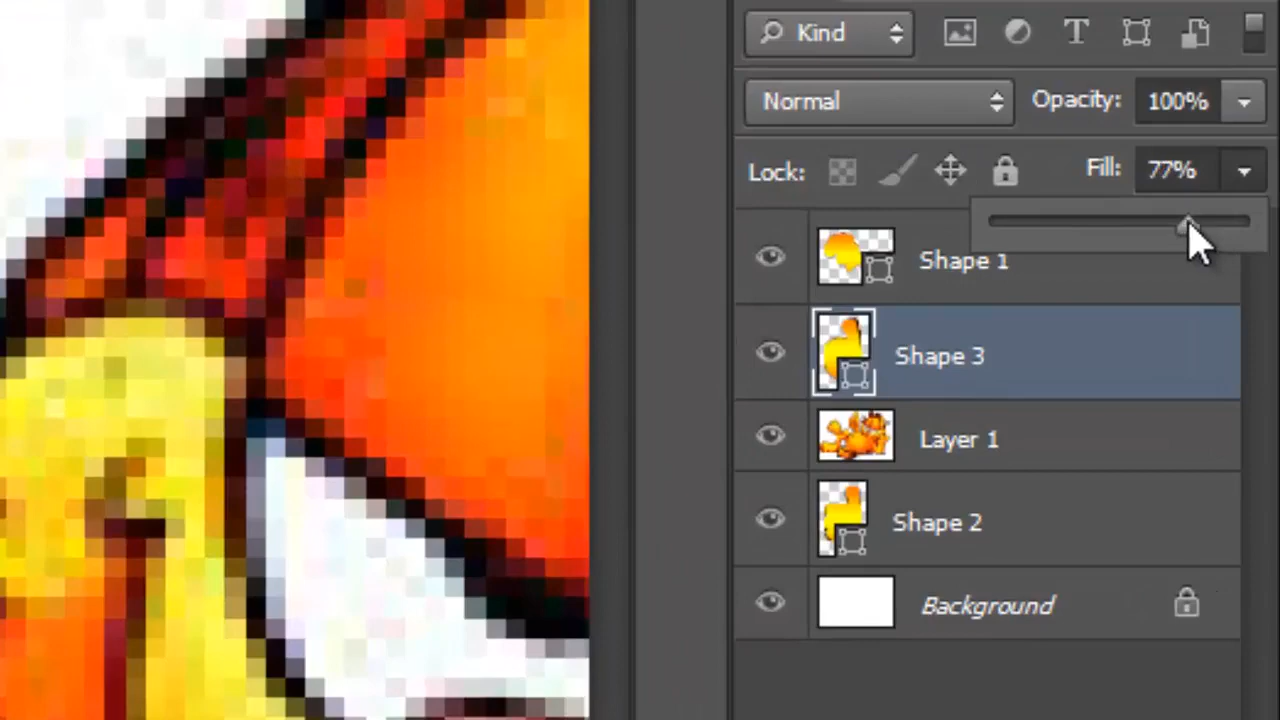 Kind
Normal Opacity: 100%
Lock: Fill: 77%
Shape 1
Shape 3
Layer 1
Shape 2
Background